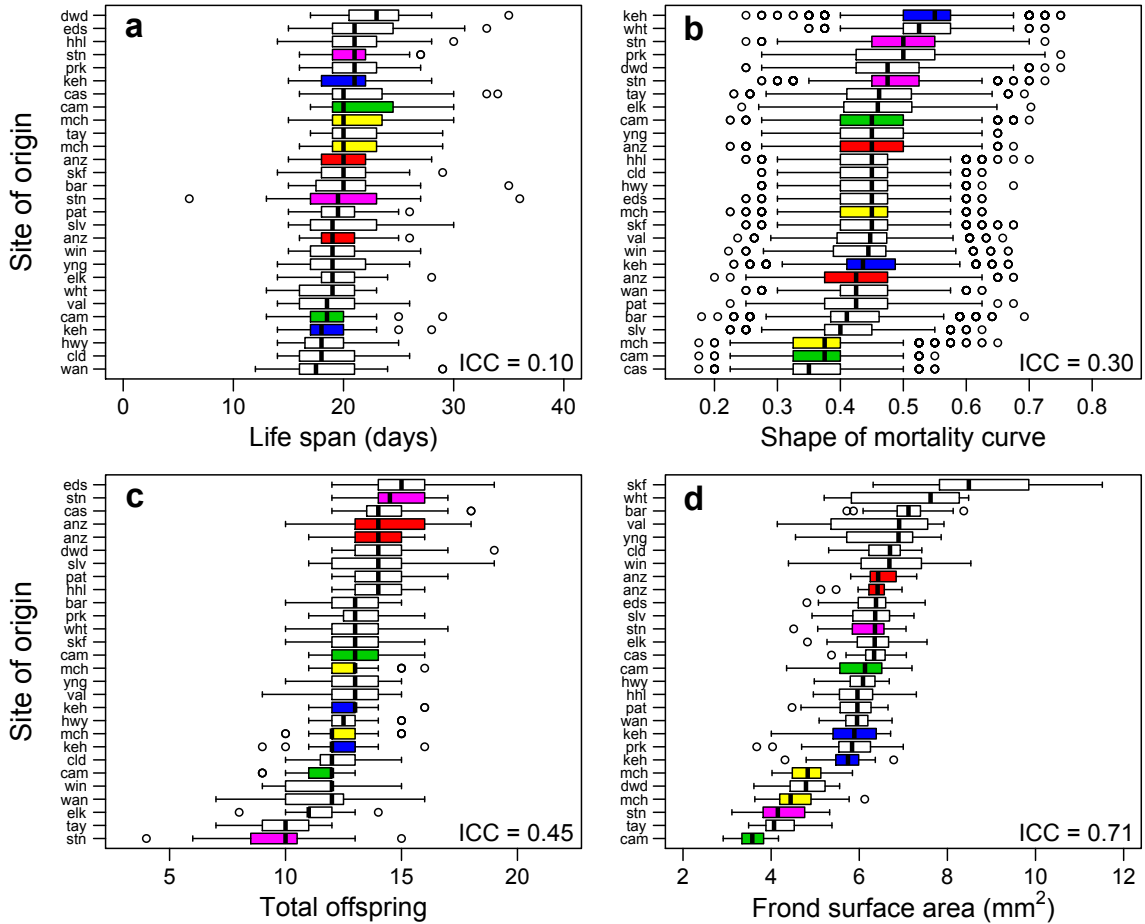 a
Site of origin
dwd
eds
hhl
stn
prk
keh
cas
cam
mch
tay
mch
anz
skf
bar
stn
pat
slv
anz
win
yng
elk
wht
val
cam
keh
hwy
cld
wan
ICC = 0.10
0 10 20 30 40
Life span (days)
b
keh
wht
stn
prk
dwd
stn
tay
elk
cam
yng
anz
hhl
cld
hwy
eds
mch
skf
val
win
keh
anz
wan
pat
bar
slv
mch
cam
cas
ICC = 0.30
0.2 0.3 0.4 0.5 0.6 0.7 0.8
Shape of mortality curve
c
Site of origin
eds
stn
cas
anz
anz
dwd
slv
pat
hhl
bar
prk
wht
skf
cam
mch
yng
val
keh
hwy
mch
keh
cld
cam
win
wan
elk
tay
stn
ICC = 0.45
5 10 15 20
Total offspring
d
skf
wht
bar
val
yng
cld
win
anz
anz
eds
slv
stn
elk
cas
cam
hwy
hhl
pat
wan
keh
prk
keh
mch
dwd
mch
stn
tay
cam
ICC = 0.71
2 4 6 8 10 12
Frond surface area (mm²)